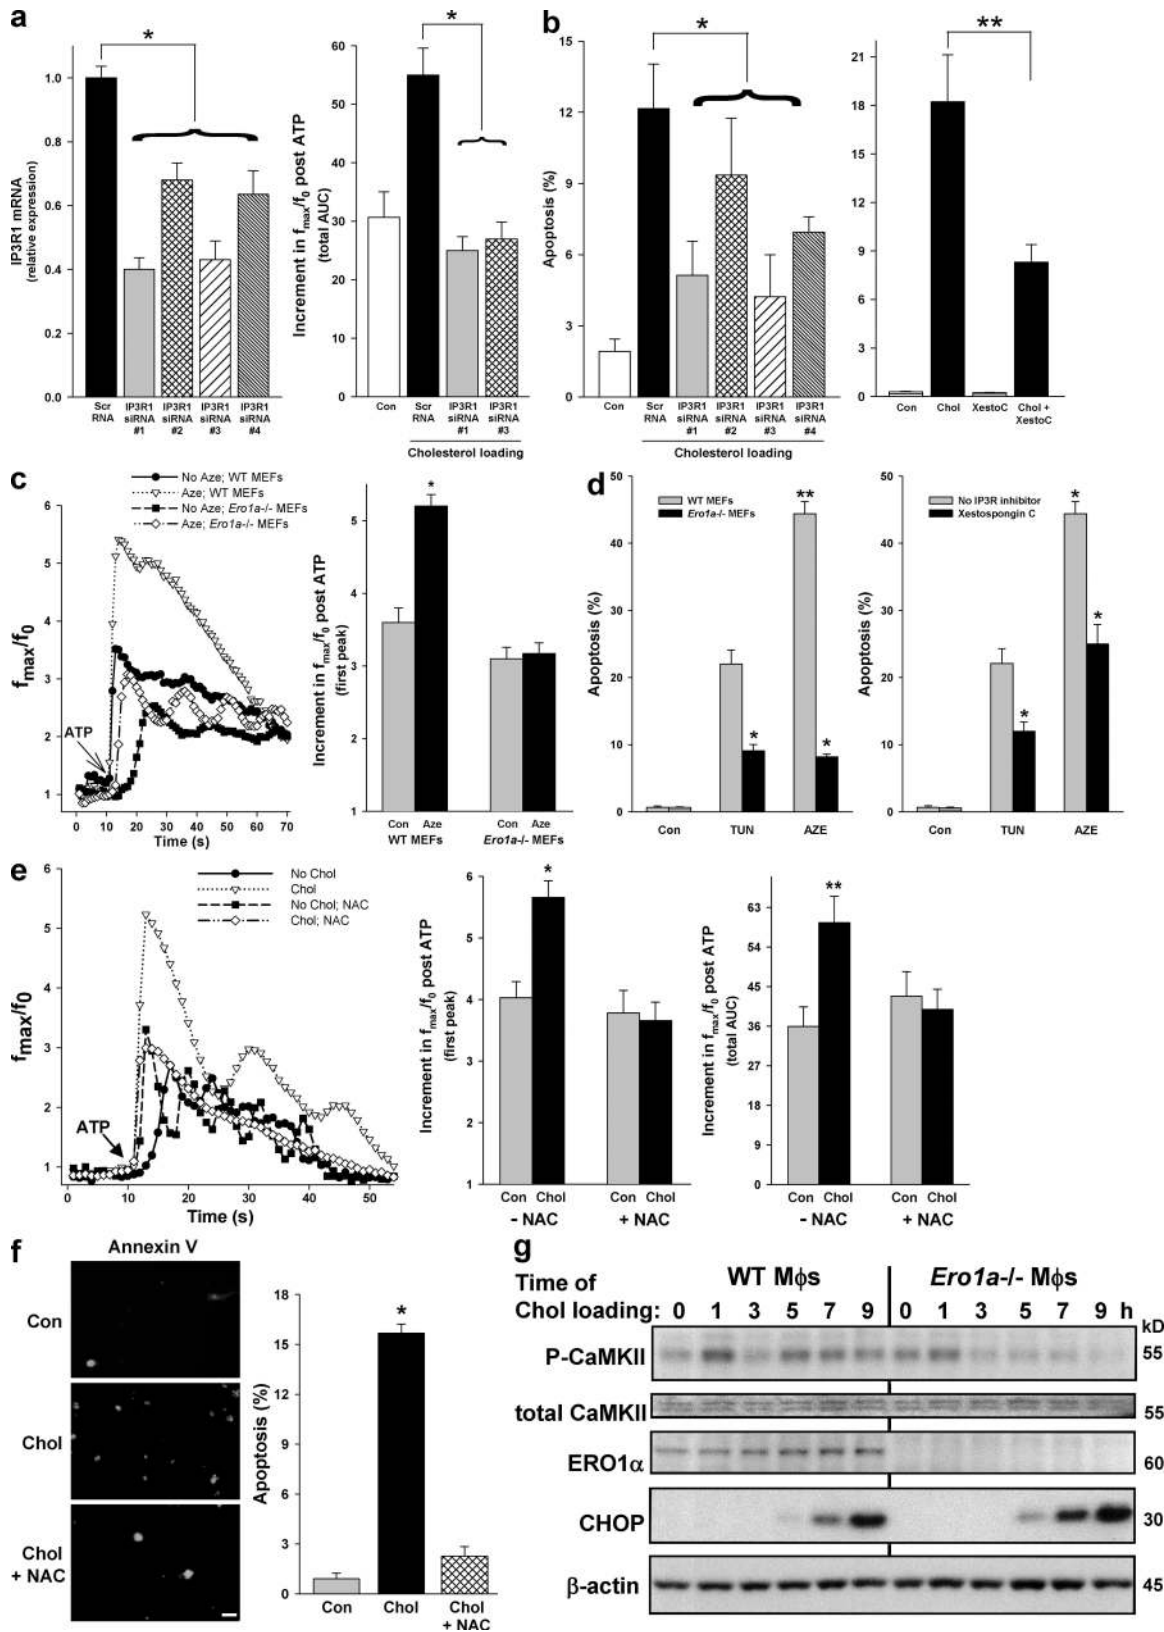 a
*
IP3R1 mRNA
(relative expression)
1.0
0.8
0.6
0.4
0.2
0.0
Scr RNA
IP3R1 siRNA #1
IP3R1 siRNA #2
IP3R1 siRNA #3
IP3R1 siRNA #4
*
Increment in fmax/f0 post ATP
(total AUC)
60
50
40
30
20
10
0
Con
Scr RNA
IP3R1 siRNA #1
IP3R1 siRNA #3
Cholesterol loading
b
*
Apoptosis (%)
15
12
9
6
3
0
Con
Scr RNA
IP3R1 siRNA #1
IP3R1 siRNA #2
IP3R1 siRNA #3
IP3R1 siRNA #4
Cholesterol loading
**
21
18
15
12
9
6
3
0
Con
Chol
XestoC
Chol + XestoC
c
No Aze; WT MEFs
Aze; WT MEFs
No Aze; Ero1a-/- MEFs
Aze; Ero1a-/- MEFs
fmax/f0
6
5
4
3
2
1
ATP
0 10 20 30 40 50 60 70
Time (s)
Increment in fmax/f0 post ATP
(first peak)
*
5
4
3
2
1
Con Aze
WT MEFs
Con Aze
Ero1a-/- MEFs
d
WT MEFs
Ero1a-/- MEFs
Apoptosis (%)
50
40
30
20
10
0
*
**
*
Con
TUN
AZE
No IP3R inhibitor
Xestospongin C
Apoptosis (%)
50
40
30
20
10
0
*
*
*
Con
TUN
AZE
e
No Chol
Chol
No Chol; NAC
Chol; NAC
fmax/f0
6
5
4
3
2
1
ATP
0 10 20 30 40 50
Time (s)
Increment in fmax/f0 post ATP
(first peak)
*
6
5
4
3
2
1
Con Chol
- NAC
Con Chol
+ NAC
Increment in fmax/f0 post ATP
(total AUC)
**
63
54
45
36
27
18
9
0
Con Chol
- NAC
Con Chol
+ NAC
f
Annexin V
Con
Chol
Chol
+ NAC
Apoptosis (%)
18
15
12
9
6
3
0
*
Con
Chol
Chol
+ NAC
g
WT Mϕs
Ero1a-/- Mϕs
Time of
Chol loading: 0 1 3 5 7 9 0 1 3 5 7 9 h
kD
P-CaMKII 55
total CaMKII 55
ERO1α 60
CHOP 30
β-actin 45